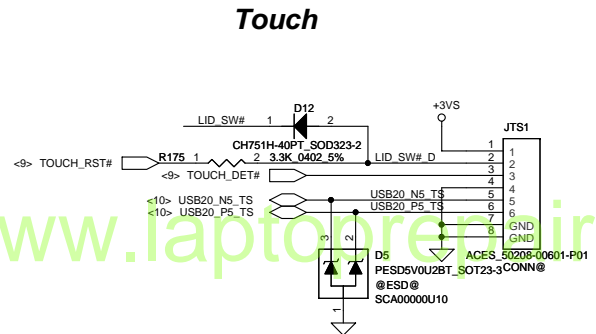 Touch
+3VS
JTS1
LID_SW# 1 D12 2
CH751H-40PT_SOD323-2
<9> TOUCH_RST# R175 1 2 3.3K_0402_5% LID_SW#_D
<9> TOUCH_DET#
<10> USB20_N5_TS USB20_N5_TS
<10> USB20_P5_TS USB20_P5_TS
1 1
2 2
3 3
4 4
5 5
6 6
7 GND
8 GND
ACES_50208-00601-P01
CONN@
3 2
D5
PESD5V0U2BT_SOT23-3
@ESD@
SCA00000U10
1
ww.laptoprepair